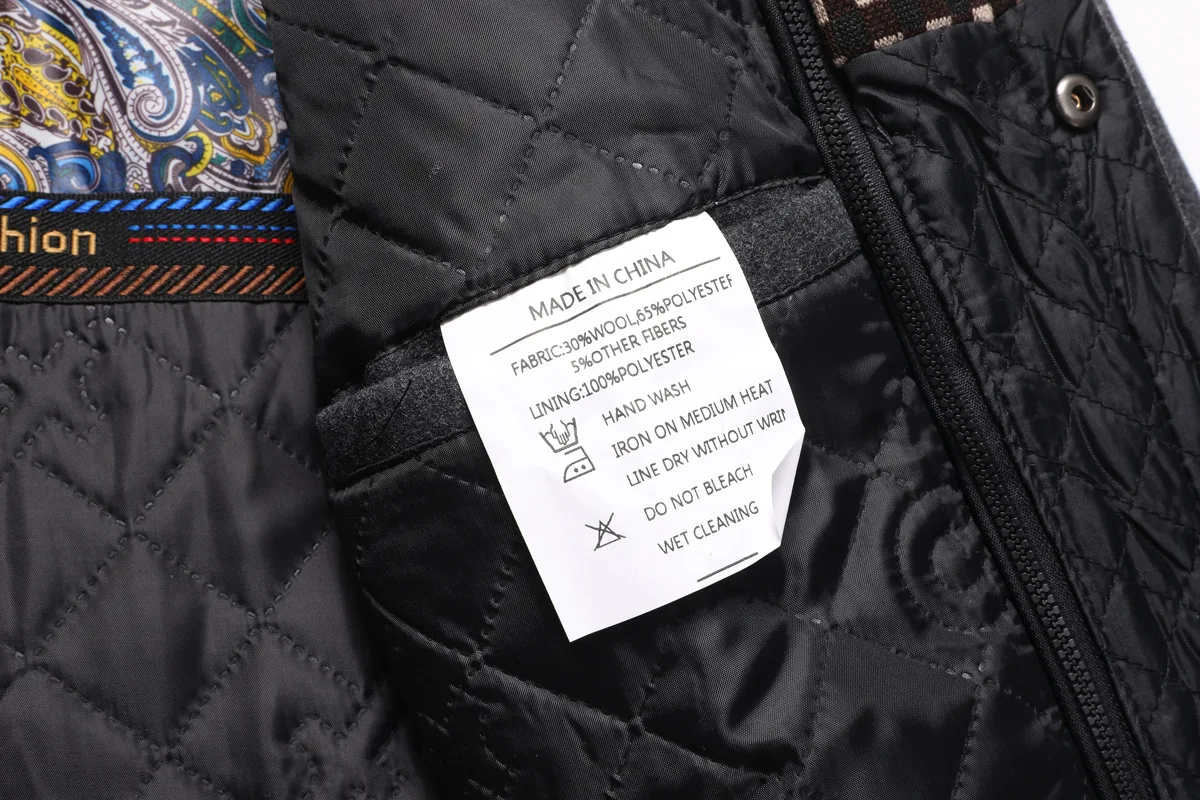 hion
MADE IN CHINA
FABRIC:30%WOOL,65%POLYESTER
5%OTHER FIBERS
LINING:100%POLYESTER
HAND WASH
IRON ON MEDIUM HEAT
LINE DRY WITHOUT WRIN
DO NOT BLEACH
WET CLEANING